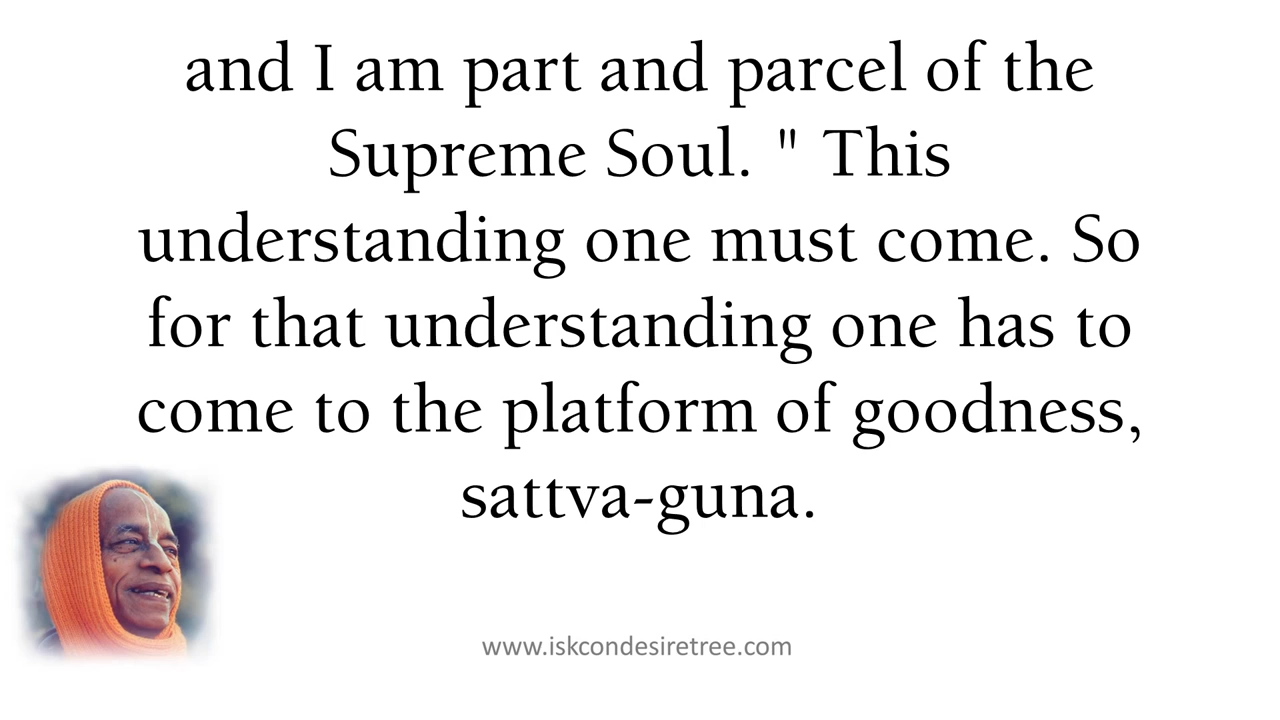 and I am part and parcel of the
Supreme Soul. " This
understanding one must come. So
for that understanding one has to
come to the platform of goodness,
sattva-guna.
www.iskcondesiretree.com